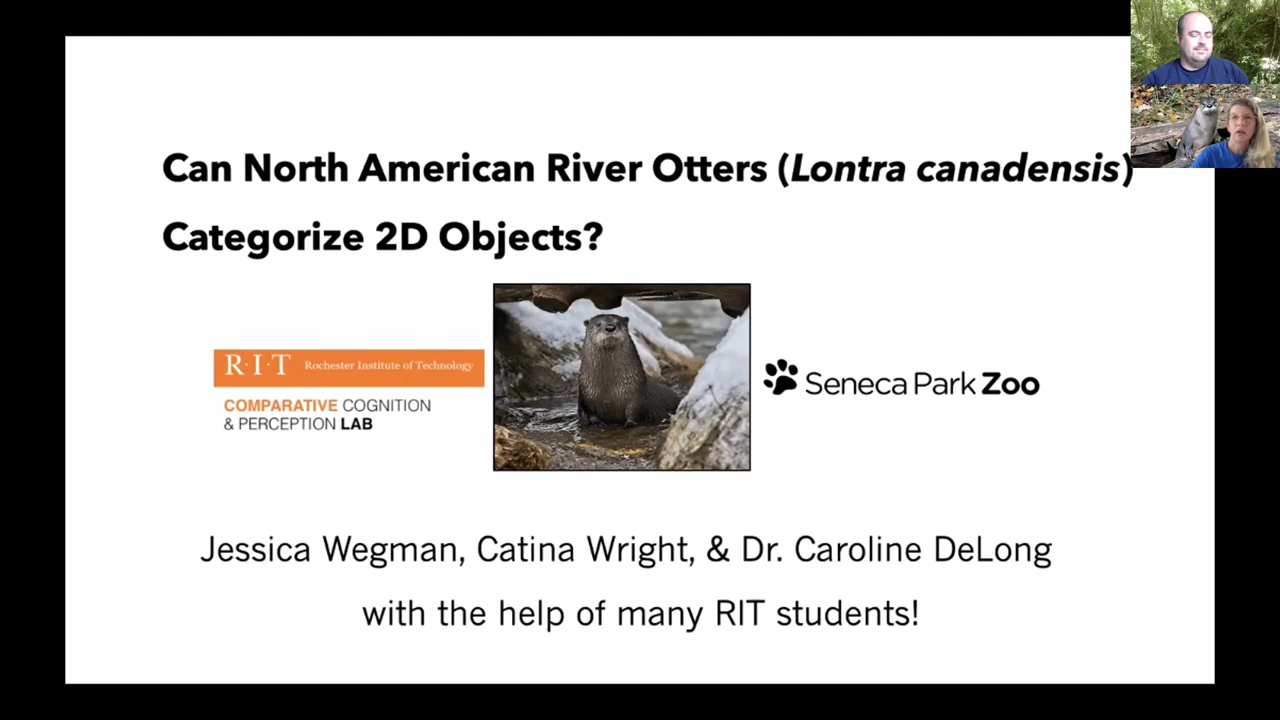 Can North American River Otters (Lontra canadensis)
Categorize 2D Objects?
R·I·T Rochester Institute of Technology
COMPARATIVE COGNITION
& PERCEPTION LAB
Seneca Park Zoo
Jessica Wegman, Catina Wright, & Dr. Caroline DeLong
with the help of many RIT students!